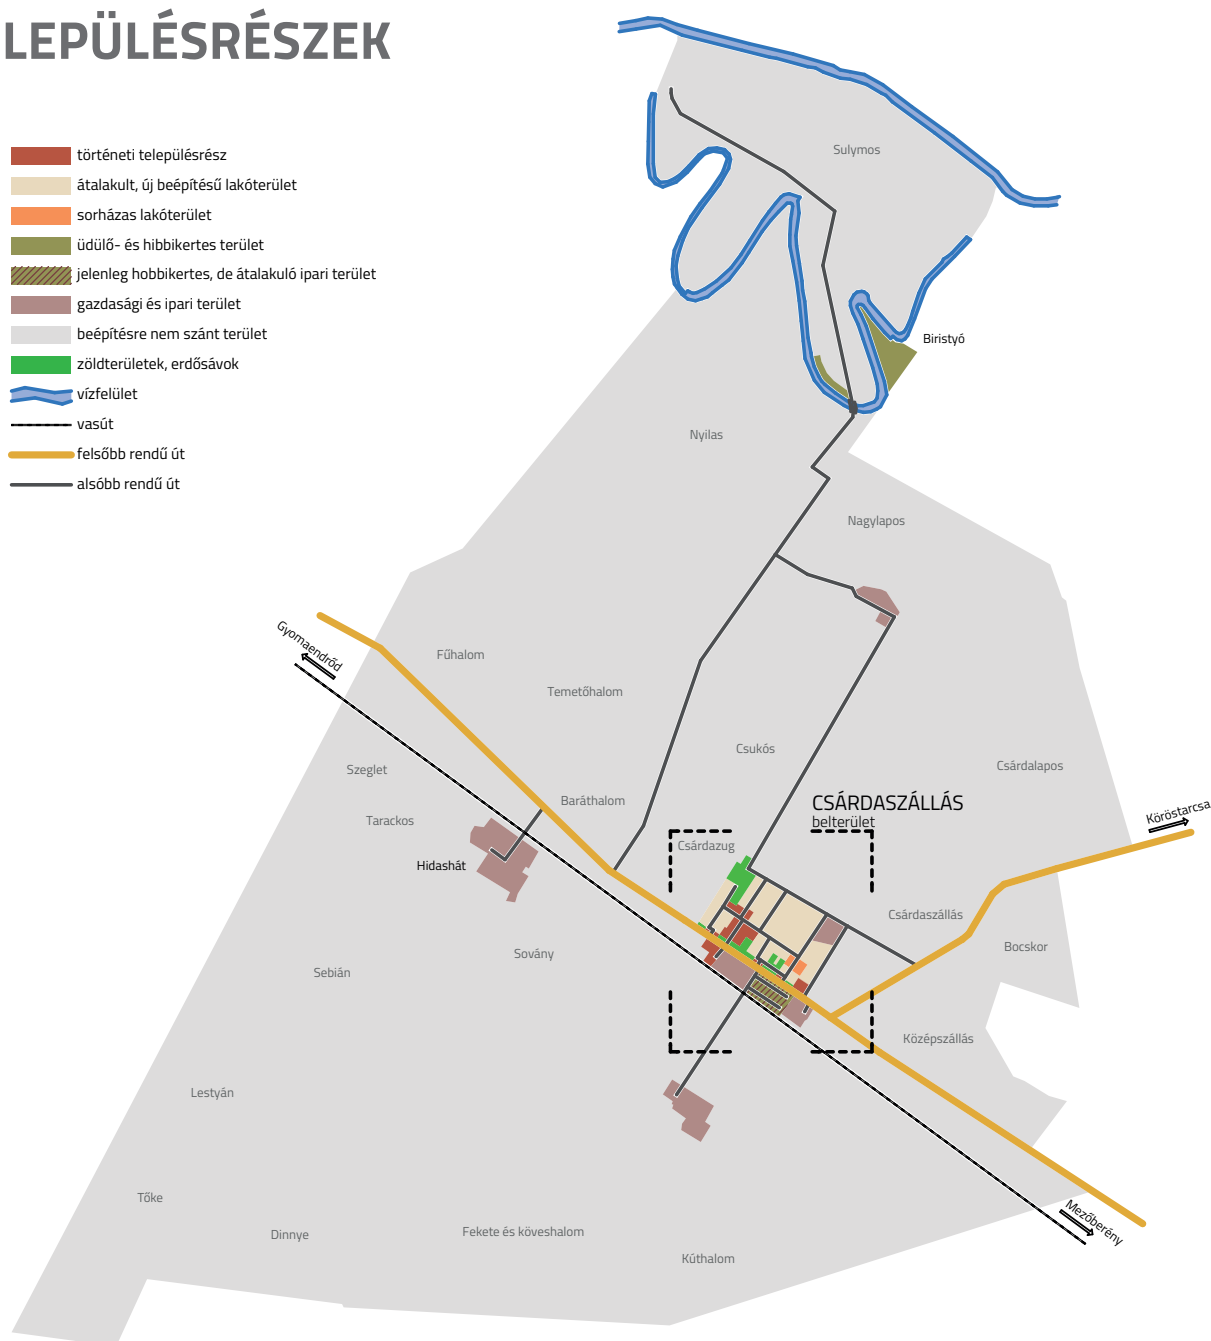 LEPÜLÉSRÉSZEK
történeti településrész
átalakult, új beépítésű lakóterület
sorházas lakóterület
üdülő- és hibbikertes terület
jelenleg hobbikertes, de átalakuló ipari terület
gazdasági és ipari terület
beépítésre nem szánt terület
zöldterületek, erdősávok
vízfelület
vasút
felsőbb rendű út
alsóbb rendű út
Sulymos
Biristyó
Nyilas
Nagylapos
Gyomaendrőd
Fűhalom
Temetőhalom
Csukós
Szeglet
Csárdalapos
Baráthalom
CSÁRDASZÁLLÁS
belterület
Tarackos
Köröstarcsa
Csárdazug
Hidashát
Csárdaszállás
Bocskor
Sovány
Sebián
Középszállás
Lestyán
Tőke
Mezőberény
Dinnye
Fekete és köveshalom
Kúthalom